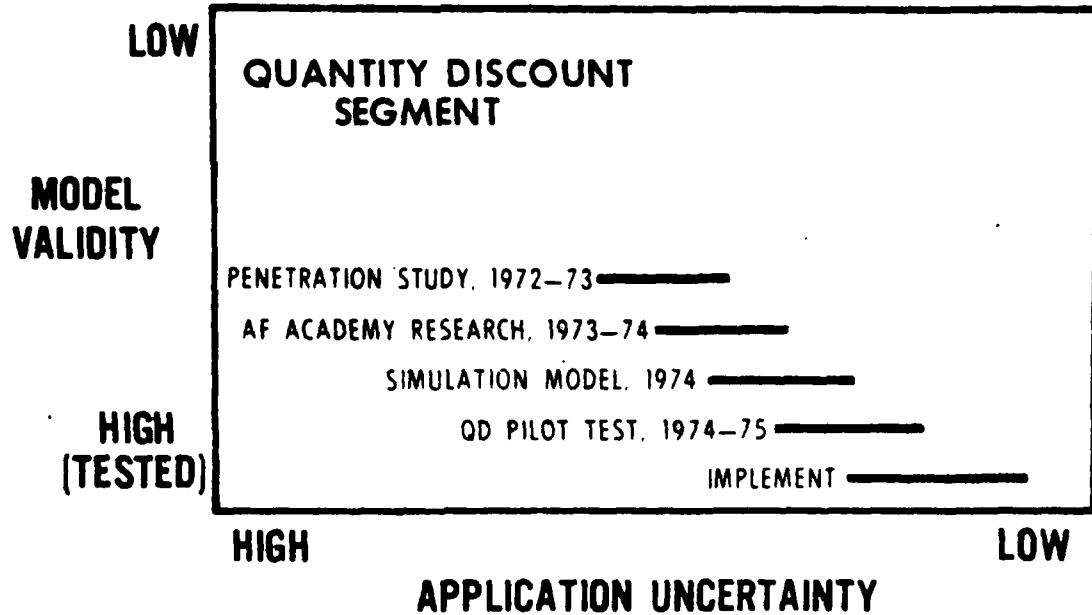 LOW
QUANTITY DISCOUNT
SEGMENT
MODEL
VALIDITY
PENETRATION STUDY, 1972–73
AF ACADEMY RESEARCH, 1973–74
SIMULATION MODEL, 1974
QD PILOT TEST, 1974–75
HIGH
(TESTED)
IMPLEMENT
HIGH
LOW
APPLICATION UNCERTAINTY